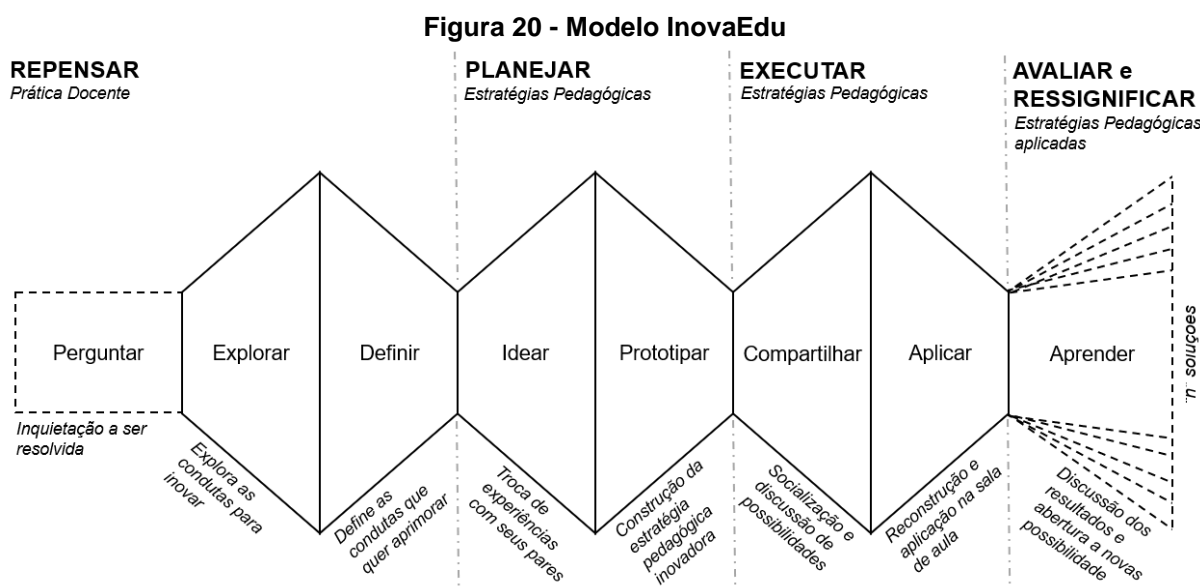 Figura 20 - Modelo InovaEdu
REPENSAR
Prática Docente
PLANEJAR
Estratégias Pedagógicas
EXECUTAR
Estratégias Pedagógicas
AVALIAR e
RESSIGNIFICAR
Estratégias Pedagógicas
aplicadas
Perguntar
Explorar
Definir
Idear
Prototipar
Compartilhar
Aplicar
Aprender
"n" soluções
Inquietação a ser
resolvida
Explora as
condutas para
inovar
Define as
condutas que
quer aprimorar
Troca de
experiências
com seus pares
Construção da
estratégia
pedagógica
inovadora
Socialização e
discussão de
possibilidades
Reconstrução e
aplicação na sala
de aula
Discussão dos
resultados e
abertura a novas
possibilidade